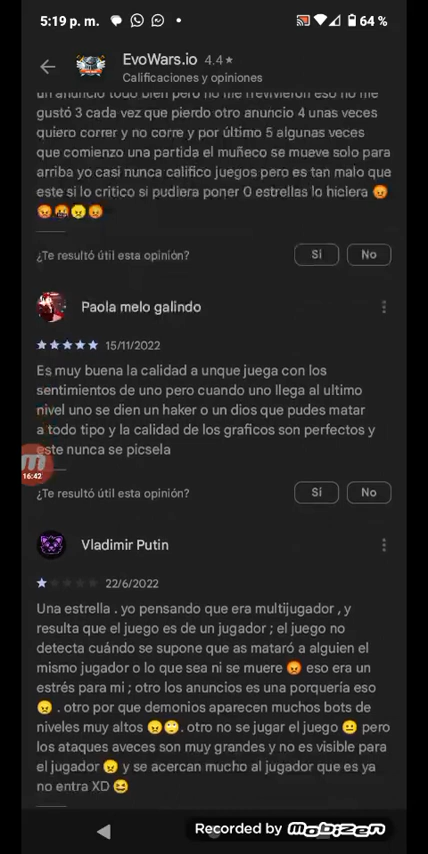 5:19 p. m.
64 %
EvoWars.io 4.4★
Calificaciones y opiniones
un anuncio todo bien pero no me revivieron eso no me
gustó 3 cada vez que pierdo otro anuncio 4 unas veces
quiero correr y no corre y por último 5 algunas veces
que comienzo una partida el muñeco se mueve solo para
arriba yo casi nunca califico juegos pero es tan malo que
este si lo critico si pudiera poner 0 estrellas lo hiciera 😡
😡🤬😠😡
¿Te resultó útil esta opinión?
Sí
No
Paola melo galindo
★★★★★ 15/11/2022
Es muy buena la calidad a unque juega con los
sentimientos de uno pero cuando uno llega al ultimo
nivel uno se dien un haker o un dios que pudes matar
a todo tipo y la calidad de los graficos son perfectos y
este nunca se picsela
16:42
¿Te resultó útil esta opinión?
Sí
No
Vladimir Putin
★ 22/6/2022
Una estrella . yo pensando que era multijugador , y
resulta que el juego es de un jugador ; el juego no
detecta cuándo se supone que as mataró a alguien el
mismo jugador o lo que sea ni se muere 😡 eso era un
estrés para mi ; otro los anuncios es una porquería eso
😠 . otro por que demonios aparecen muchos bots de
niveles muy altos 😠🙄. otro no se jugar el juego 😐 pero
los ataques aveces son muy grandes y no es visible para
el jugador 😠 y se acercan mucho al jugador que es ya
no entra XD 😆
Recorded by Mobizen